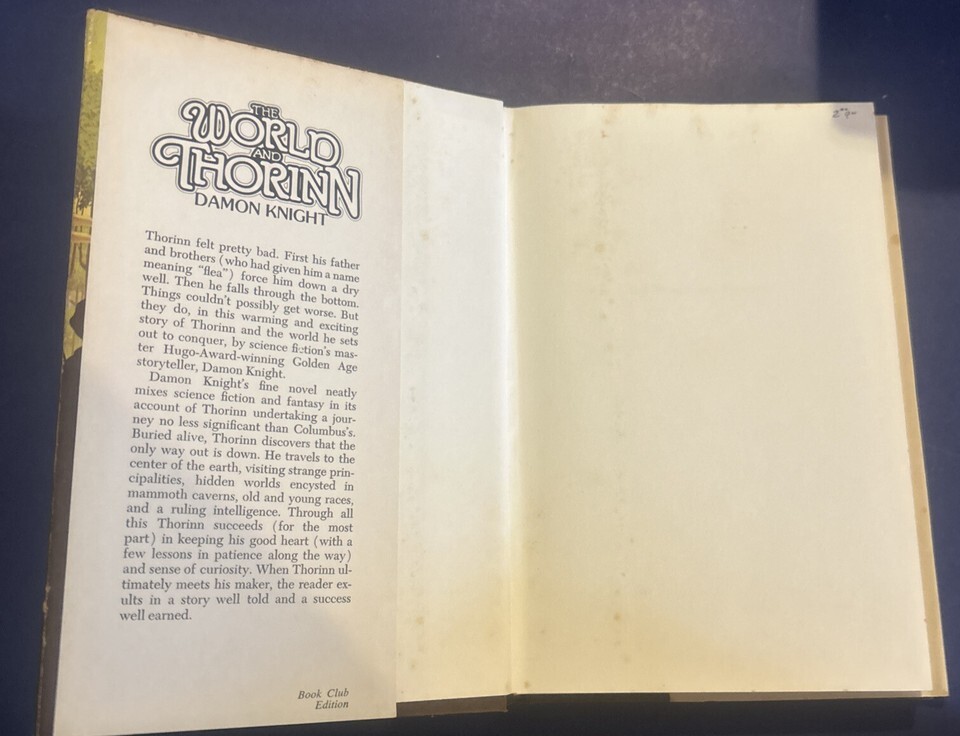 THE
WORLD
AND
THORINN
DAMON KNIGHT
Thorinn felt pretty bad. First his father
and brothers (who had given him a name
meaning "flea") force him down a dry
well. Then he falls through the bottom.
Things couldn't possibly get worse. But
they do, in this warming and exciting
story of Thorinn and the world he sets
out to conquer, by science fiction's mas-
ter Hugo-Award-winning Golden Age
storyteller, Damon Knight.
Damon Knight's fine novel neatly
mixes science fiction and fantasy in its
account of Thorinn undertaking a jour-
ney no less significant than Columbus's.
Buried alive, Thorinn discovers that the
only way out is down. He travels to the
center of the earth, visiting strange prin-
cipalities, hidden worlds encysted in
mammoth caverns, old and young races,
and a ruling intelligence. Through all
this Thorinn succeeds (for the most
part) in keeping his good heart (with a
few lessons in patience along the way)
and sense of curiosity. When Thorinn ul-
timately meets his maker, the reader ex-
ults in a story well told and a success
well earned.
Book Club
Edition